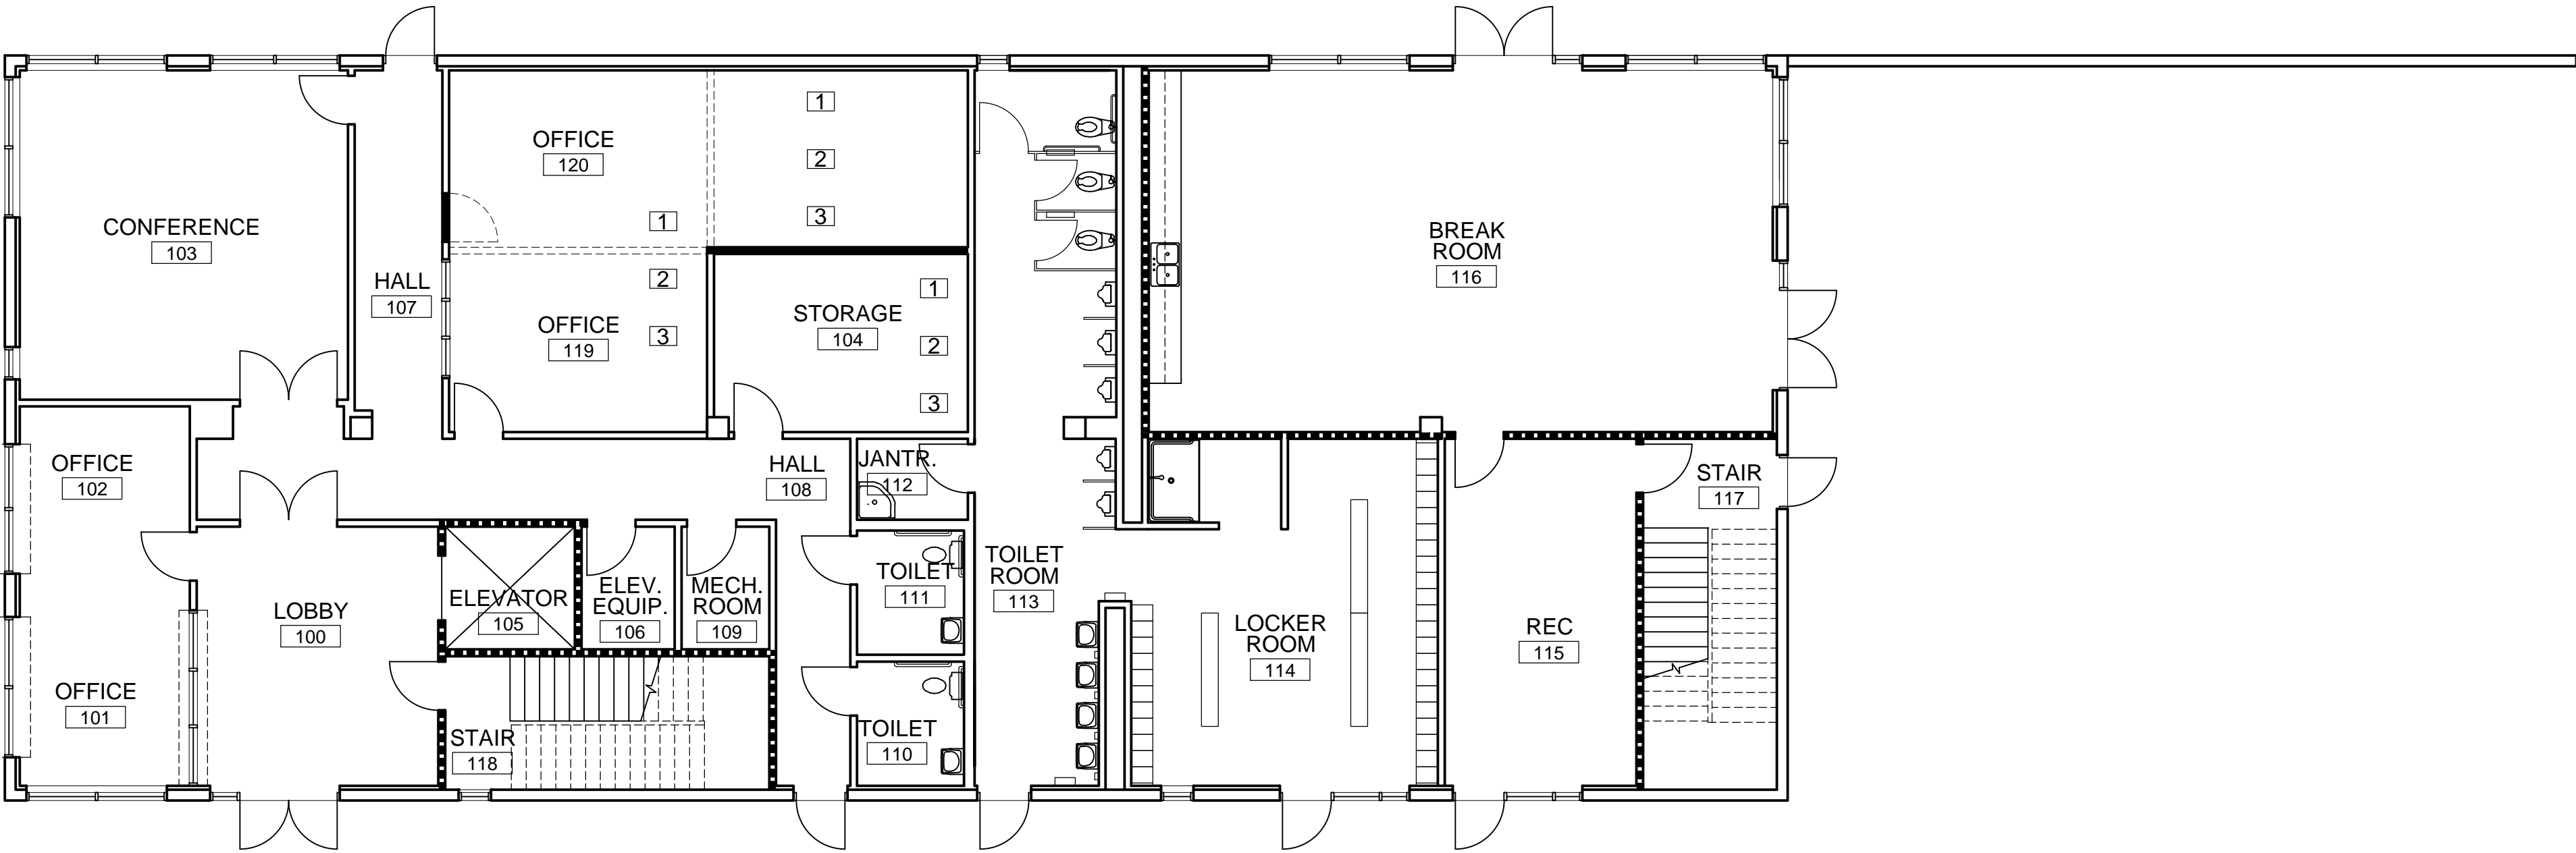 OFFICE
120
1
2
3
CONFERENCE
103
HALL
107
1
2
3
OFFICE
119
STORAGE
104
1
2
3
BREAK
ROOM
116
OFFICE
102
HALL
108
JANTR.
112
STAIR
117
LOBBY
100
ELEVATOR
105
ELEV.
EQUIP.
106
MECH.
ROOM
109
TOILET
111
TOILET
ROOM
113
LOCKER
ROOM
114
REC
115
OFFICE
101
STAIR
118
TOILET
110